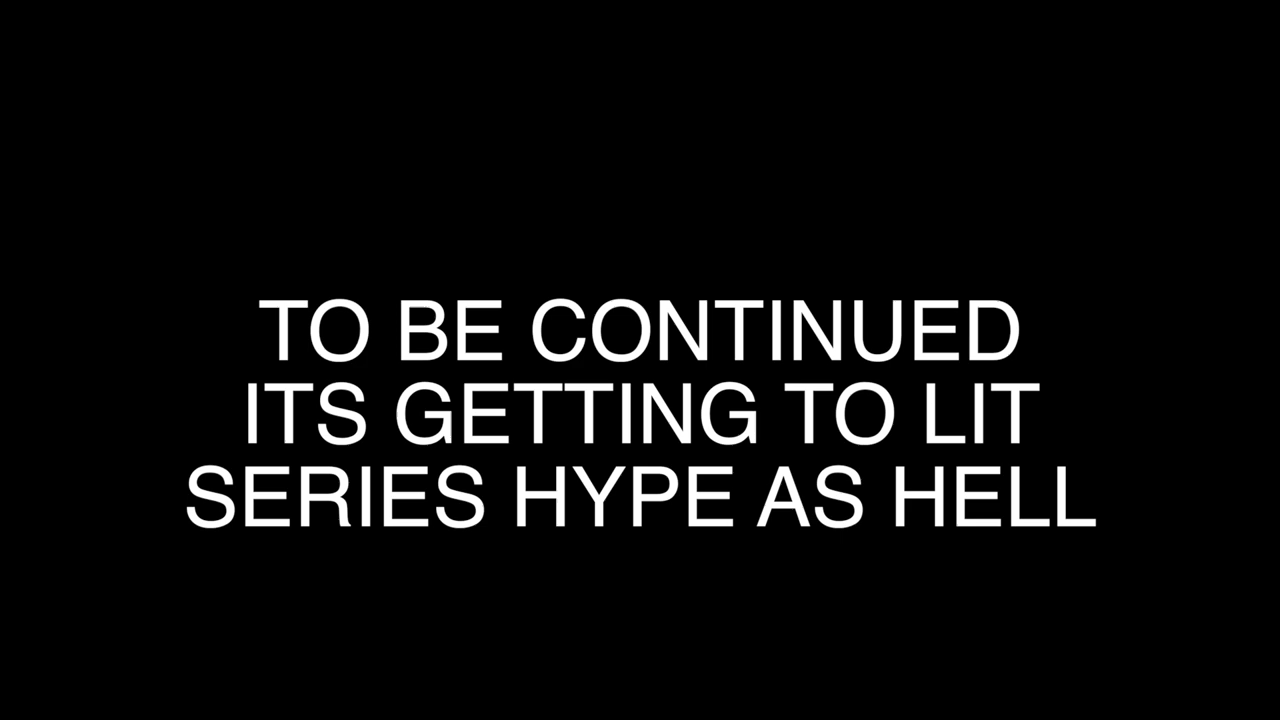 TO BE CONTINUED
ITS GETTING TO LIT
SERIES HYPE AS HELL